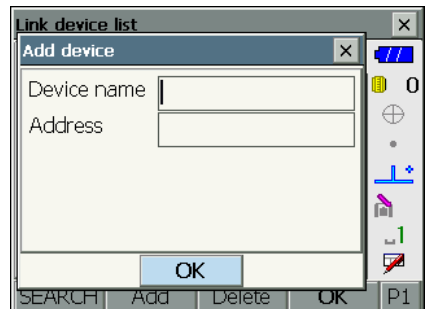 Link device list
Add device
Device name
0
Address
1
OK
SEARCH Add Delete OK P1